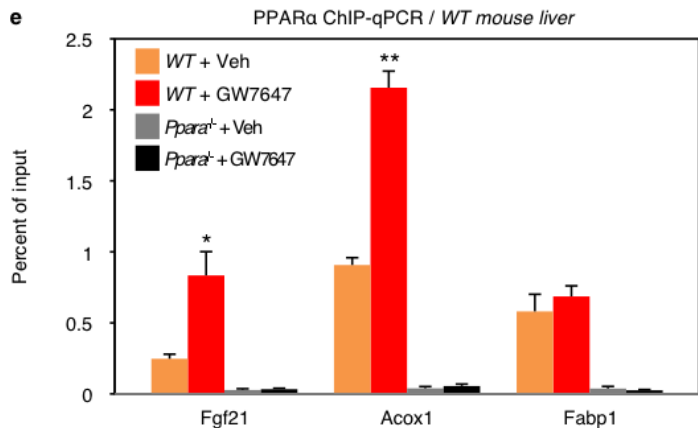 e
PPARα ChIP-qPCR / WT mouse liver
Percent of input
2.5
2
1.5
1
0.5
0
WT + Veh
WT + GW7647
Ppara-/- + Veh
Ppara-/- + GW7647
*
**
Fgf21
Acox1
Fabp1